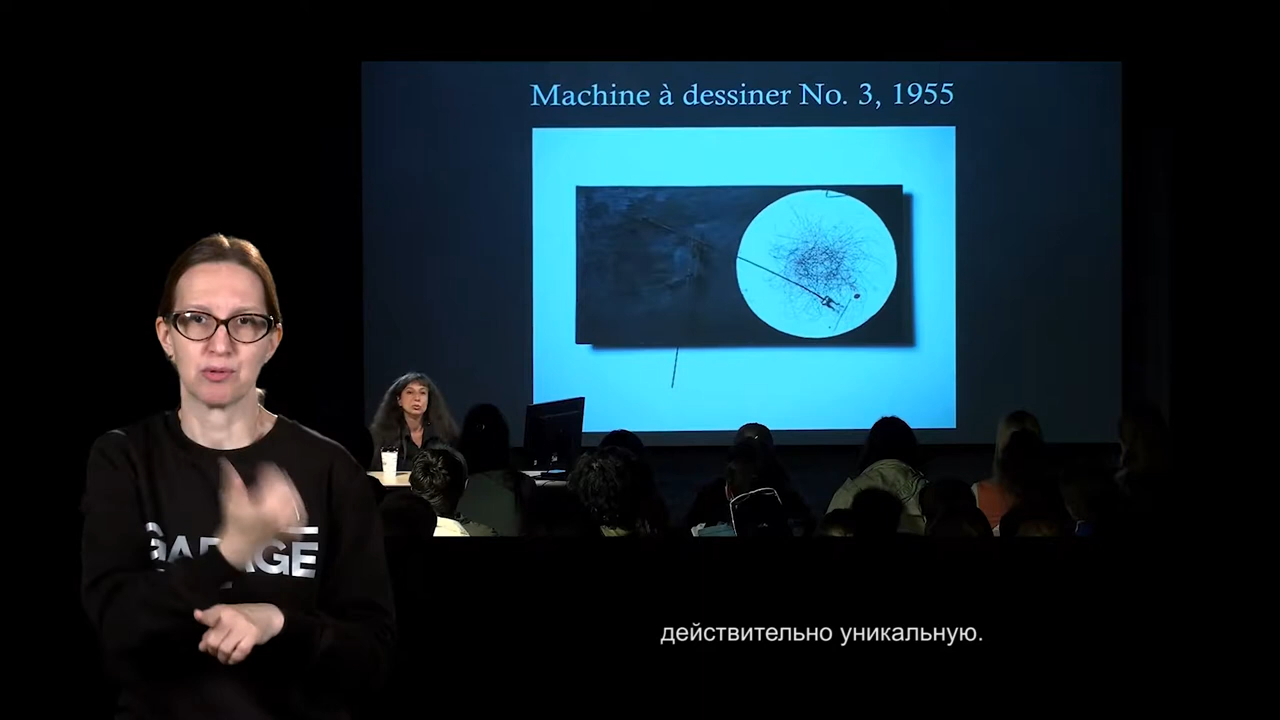 Machine à dessiner No. 3, 1955
GARAGE
действительно уникальную.